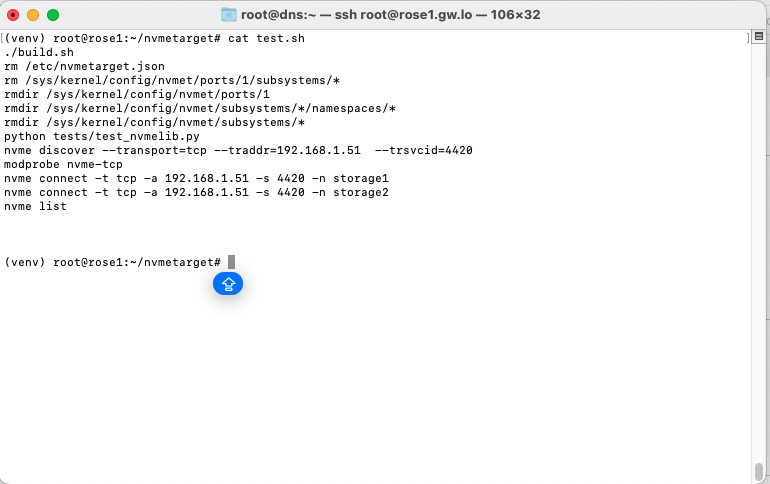 root@dns:~ — ssh root@rose1.gw.lo — 106×32
[(venv) root@rose1:~/nvmetarget# cat test.sh ]
./build.sh
rm /etc/nvmetarget.json
rm /sys/kernel/config/nvmet/ports/1/subsystems/*
rmdir /sys/kernel/config/nvmet/ports/1
rmdir /sys/kernel/config/nvmet/subsystems/*/namespaces/*
rmdir /sys/kernel/config/nvmet/subsystems/*
python tests/test_nvmelib.py
nvme discover --transport=tcp --traddr=192.168.1.51  --trsvcid=4420
modprobe nvme-tcp
nvme connect -t tcp -a 192.168.1.51 -s 4420 -n storage1
nvme connect -t tcp -a 192.168.1.51 -s 4420 -n storage2
nvme list
(venv) root@rose1:~/nvmetarget#